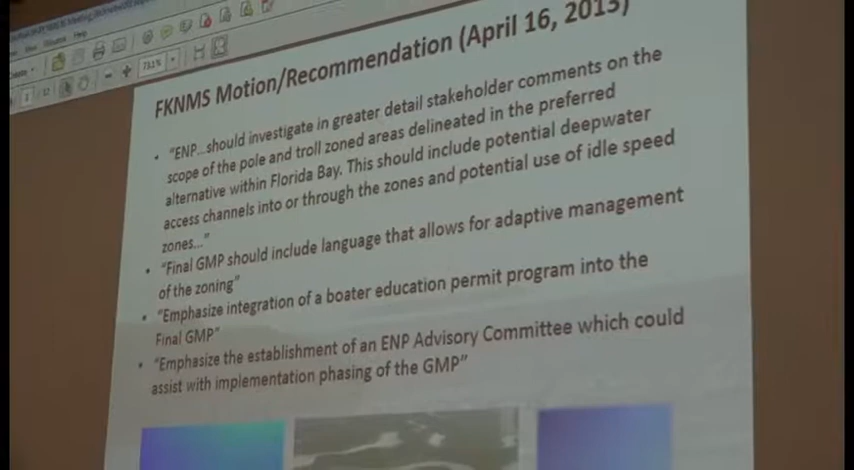 Help
73.1%
FKNMS Motion/Recommendation (April 16, 2013)
• "ENP...should investigate in greater detail stakeholder comments on the
scope of the pole and troll zoned areas delineated in the preferred
alternative within Florida Bay. This should include potential deepwater
access channels into or through the zones and potential use of idle speed
zones..."
• "Final GMP should include language that allows for adaptive management
of the zoning"
• "Emphasize integration of a boater education permit program into the
Final GMP"
• "Emphasize the establishment of an ENP Advisory Committee which could
assist with implementation phasing of the GMP"